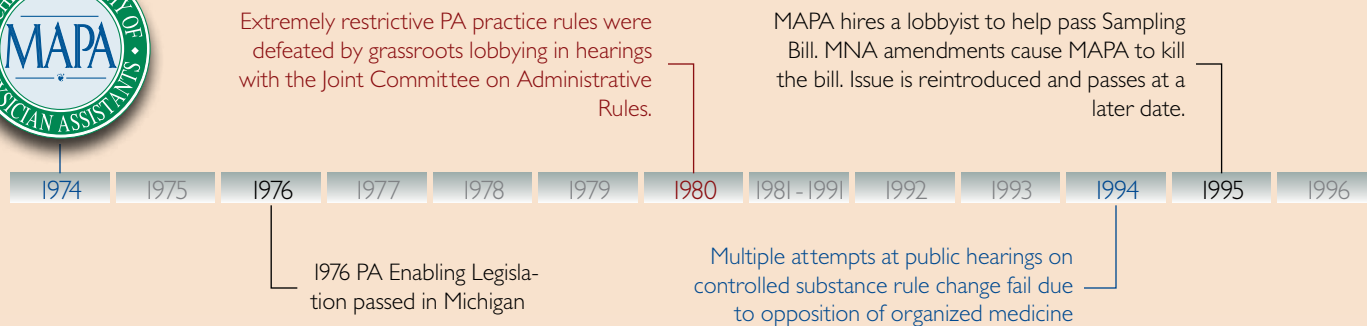 MAPA
Y OF
SICIAN ASSISTANTS
Extremely restrictive PA practice rules were
defeated by grassroots lobbying in hearings
with the Joint Committee on Administrative
Rules.
MAPA hires a lobbyist to help pass Sampling
Bill. MNA amendments cause MAPA to kill
the bill. Issue is reintroduced and passes at a
later date.
1974 1975 1976 1977 1978 1979 1980 1981 - 1991 1992 1993 1994 1995 1996
1976 PA Enabling Legisla-
tion passed in Michigan
Multiple attempts at public hearings on
controlled substance rule change fail due
to opposition of organized medicine